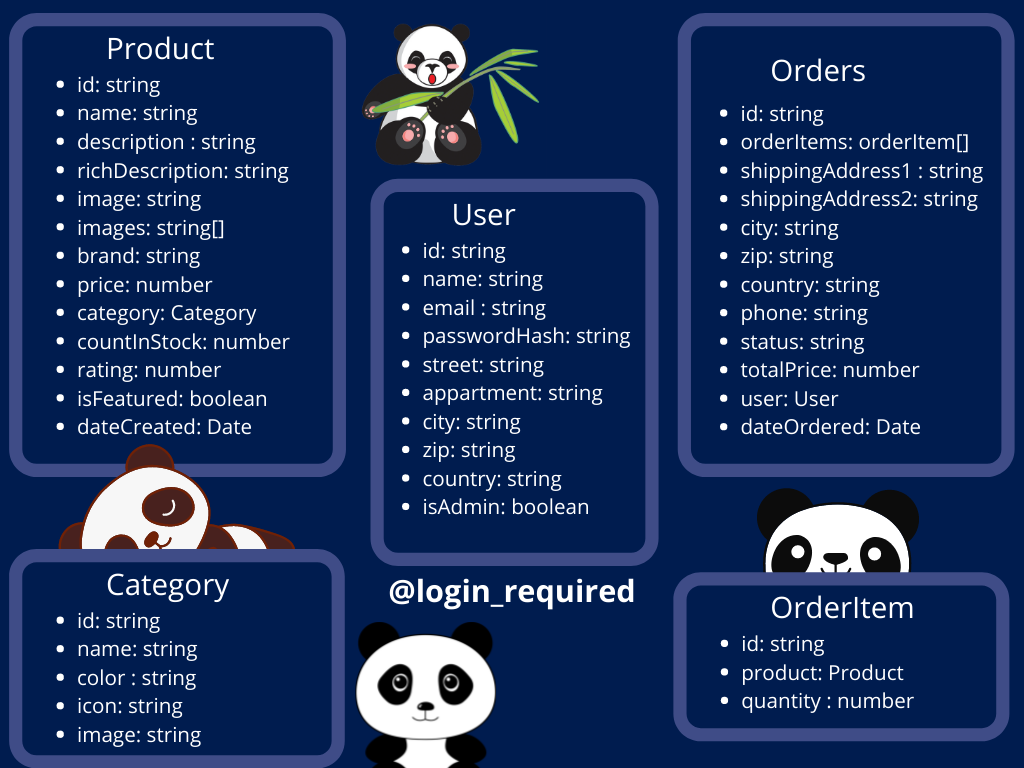 Product
• id: string
• name: string
• description : string
• richDescription: string
• image: string
• images: string[]
• brand: string
• price: number
• category: Category
• countInStock: number
• rating: number
• isFeatured: boolean
• dateCreated: Date
User
• id: string
• name: string
• email : string
• passwordHash: string
• street: string
• appartment: string
• city: string
• zip: string
• country: string
• isAdmin: boolean
Orders
• id: string
• orderItems: orderItem[]
• shippingAddress1 : string
• shippingAddress2: string
• city: string
• zip: string
• country: string
• phone: string
• status: string
• totalPrice: number
• user: User
• dateOrdered: Date
Category
• id: string
• name: string
• color : string
• icon: string
• image: string
@login_required
OrderItem
• id: string
• product: Product
• quantity : number